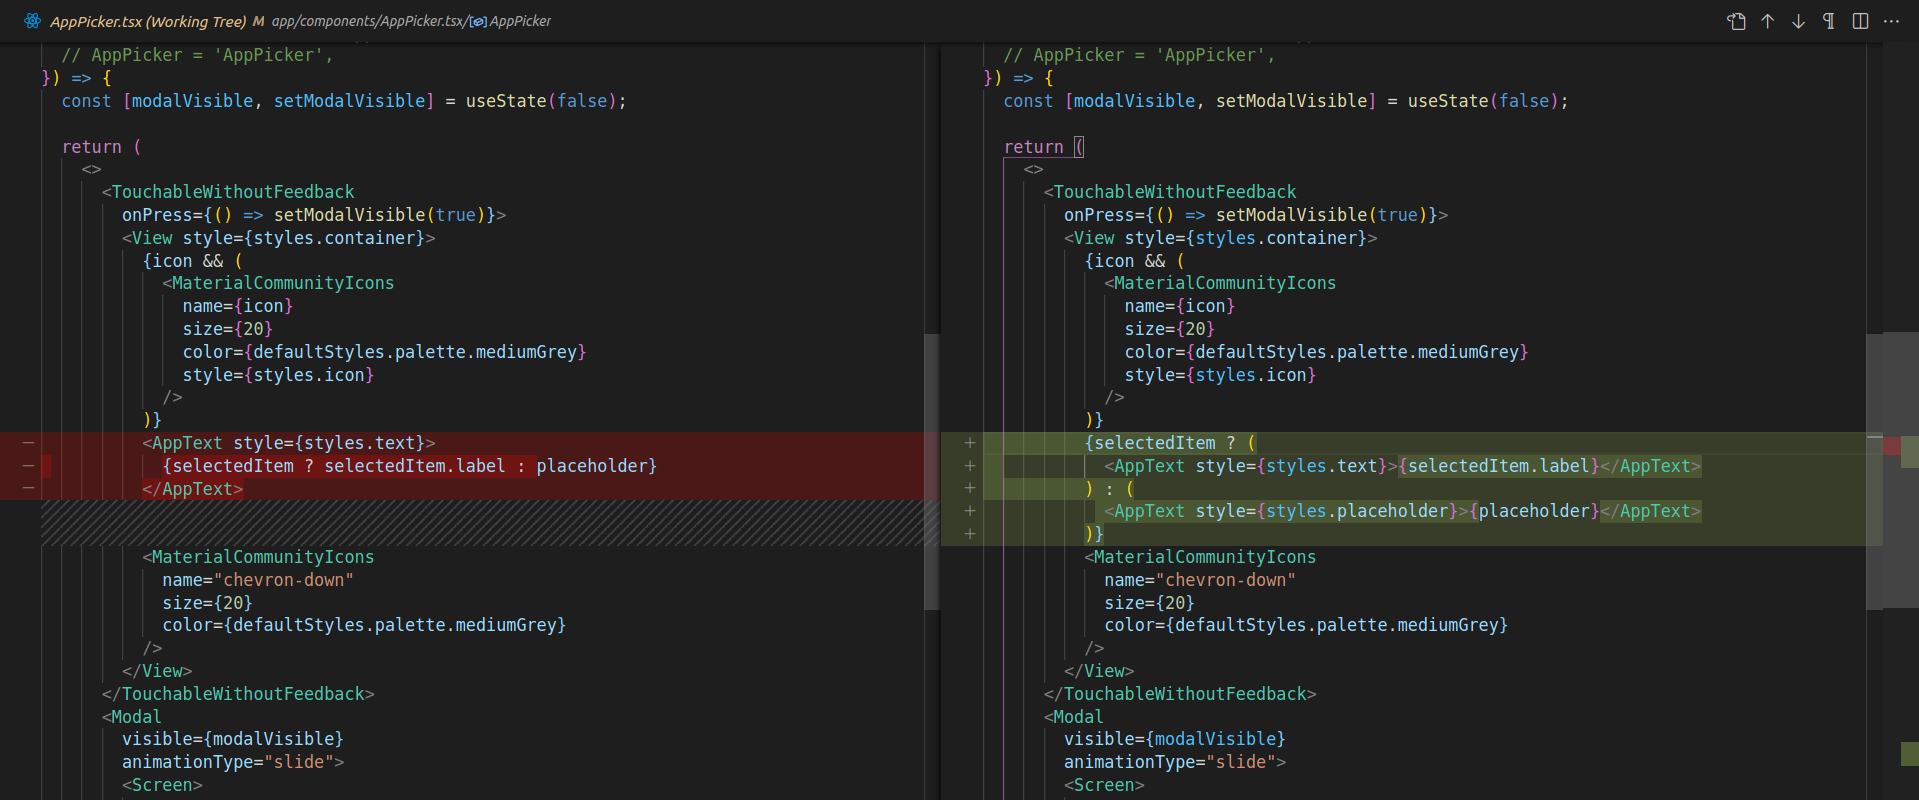 AppPicker.tsx (Working Tree) M app/components/AppPicker.tsx/AppPicker
// AppPicker = 'AppPicker',
}) => {
const [modalVisible, setModalVisible] = useState(false);
return (
<>
<TouchableWithoutFeedback
onPress={() => setModalVisible(true)}>
<View style={styles.container}>
{icon && (
<MaterialCommunityIcons
name={icon}
size={20}
color={defaultStyles.palette.mediumGrey}
style={styles.icon}
/>
)}
— <AppText style={styles.text}>
— {selectedItem ? selectedItem.label : placeholder}
— </AppText>
<MaterialCommunityIcons
name="chevron-down"
size={20}
color={defaultStyles.palette.mediumGrey}
/>
</View>
</TouchableWithoutFeedback>
<Modal
visible={modalVisible}
animationType="slide">
<Screen>
// AppPicker = 'AppPicker',
}) => {
const [modalVisible, setModalVisible] = useState(false);
return (
<>
<TouchableWithoutFeedback
onPress={() => setModalVisible(true)}>
<View style={styles.container}>
{icon && (
<MaterialCommunityIcons
name={icon}
size={20}
color={defaultStyles.palette.mediumGrey}
style={styles.icon}
/>
)}
+ {selectedItem ? (
+ <AppText style={styles.text}>{selectedItem.label}</AppText>
+ ) : (
+ <AppText style={styles.placeholder}>{placeholder}</AppText>
+ )}
<MaterialCommunityIcons
name="chevron-down"
size={20}
color={defaultStyles.palette.mediumGrey}
/>
</View>
</TouchableWithoutFeedback>
<Modal
visible={modalVisible}
animationType="slide">
<Screen>